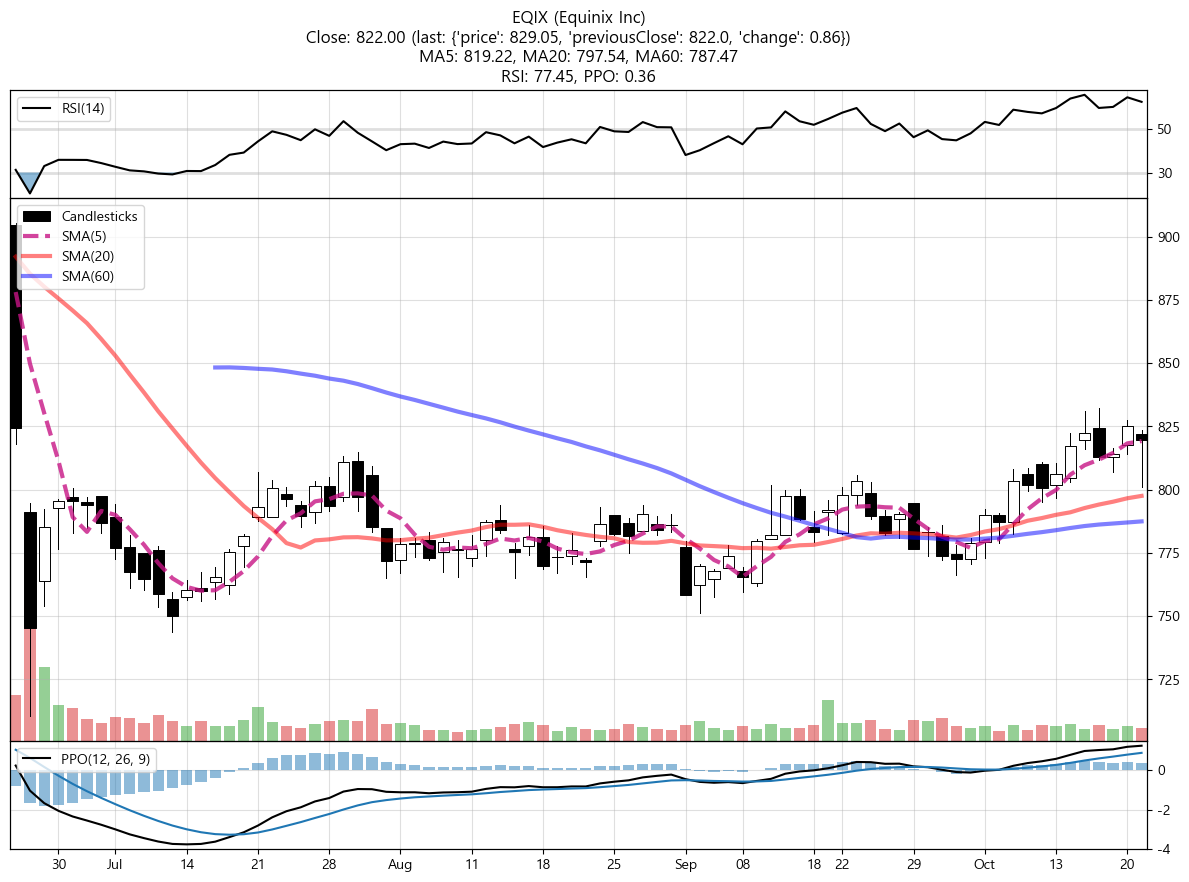 EQIX (Equinix Inc)
Close: 822.00 (last: {'price': 829.05, 'previousClose': 822.0, 'change': 0.86})
MA5: 819.22, MA20: 797.54, MA60: 787.47
RSI: 77.45, PPO: 0.36
RSI(14)
50
30
Candlesticks
SMA(5)
SMA(20)
SMA(60)
900
875
850
825
800
775
750
725
PPO(12, 26, 9)
0
-2
-4
30 Jul 14 21 28 Aug 11 18 25 Sep 08 18 22 29 Oct 13 20